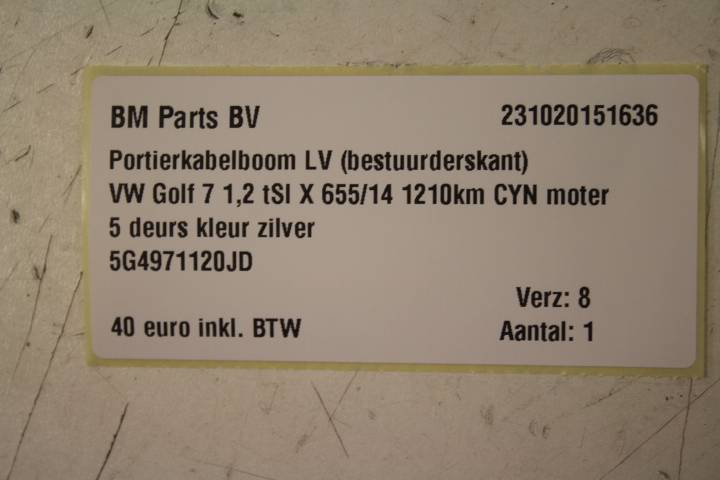 BM Parts BV 231020151636
Portierkabelboom LV (bestuurderskant)
VW Golf 7 1,2 tSI X 655/14 1210km CYN moter
5 deurs kleur zilver
5G4971120JD
Verz: 8
40 euro inkl. BTW Aantal: 1